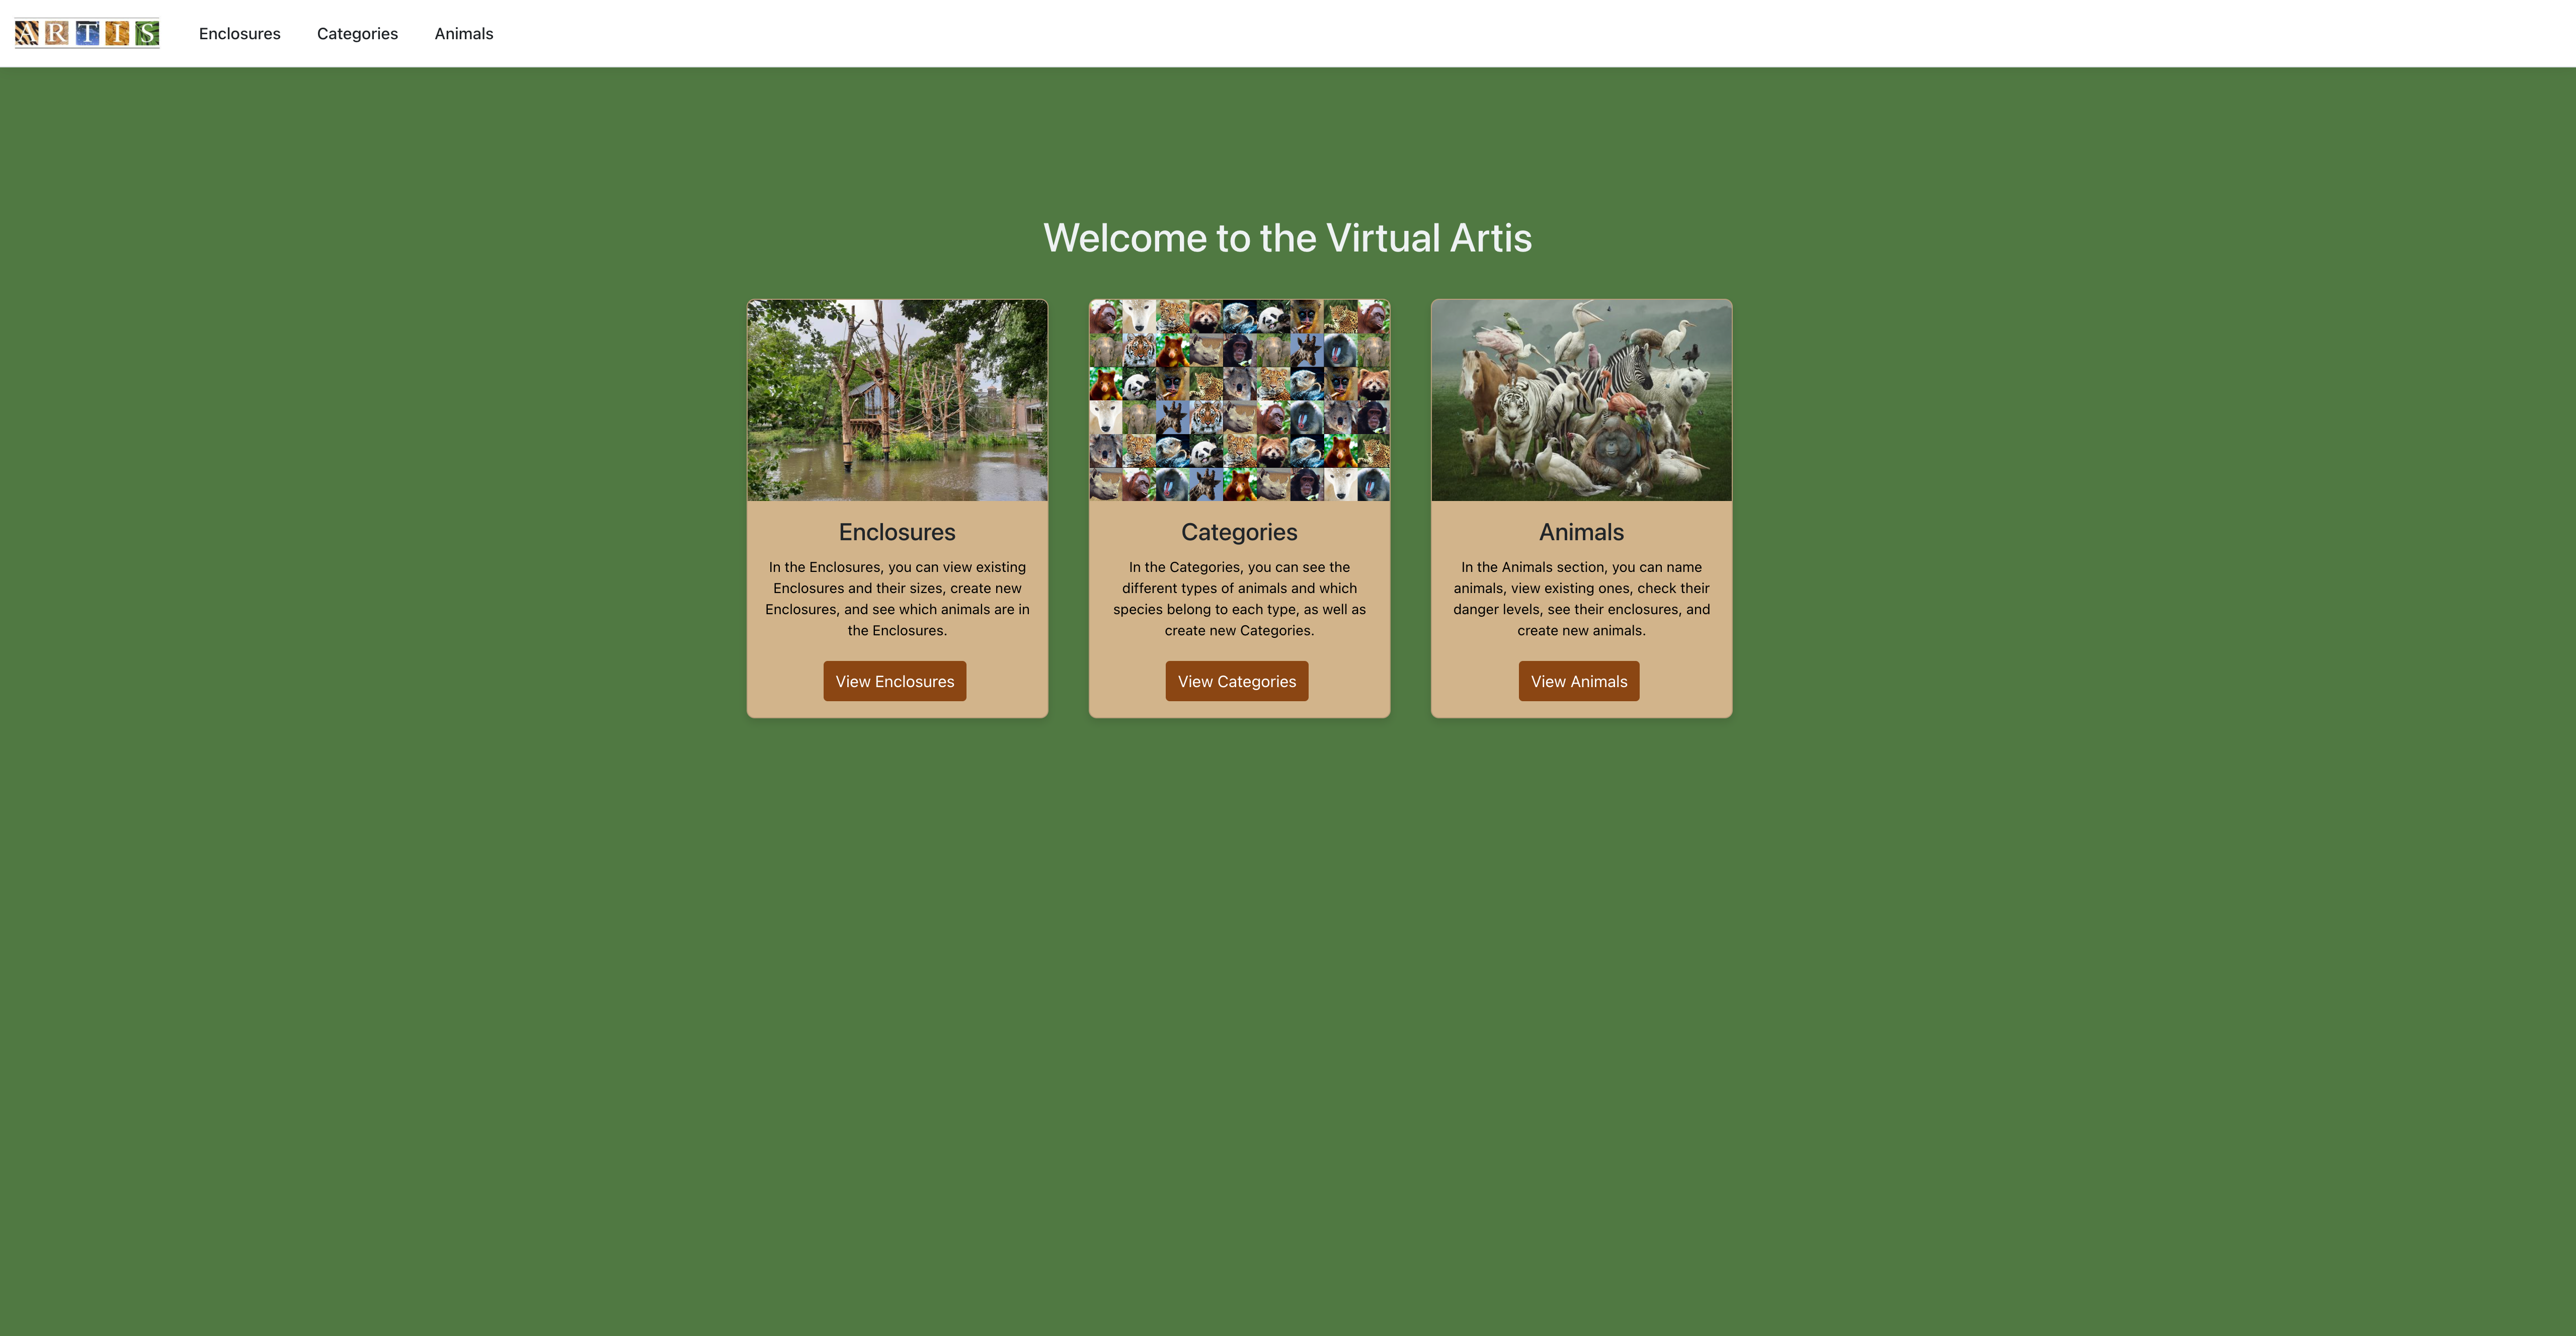 ARTIS
Enclosures
Categories
Animals
Welcome to the Virtual Artis
Enclosures
In the Enclosures, you can view existing
Enclosures and their sizes, create new
Enclosures, and see which animals are in
the Enclosures.
View Enclosures
Categories
In the Categories, you can see the
different types of animals and which
species belong to each type, as well as
create new Categories.
View Categories
Animals
In the Animals section, you can name
animals, view existing ones, check their
danger levels, see their enclosures, and
create new animals.
View Animals